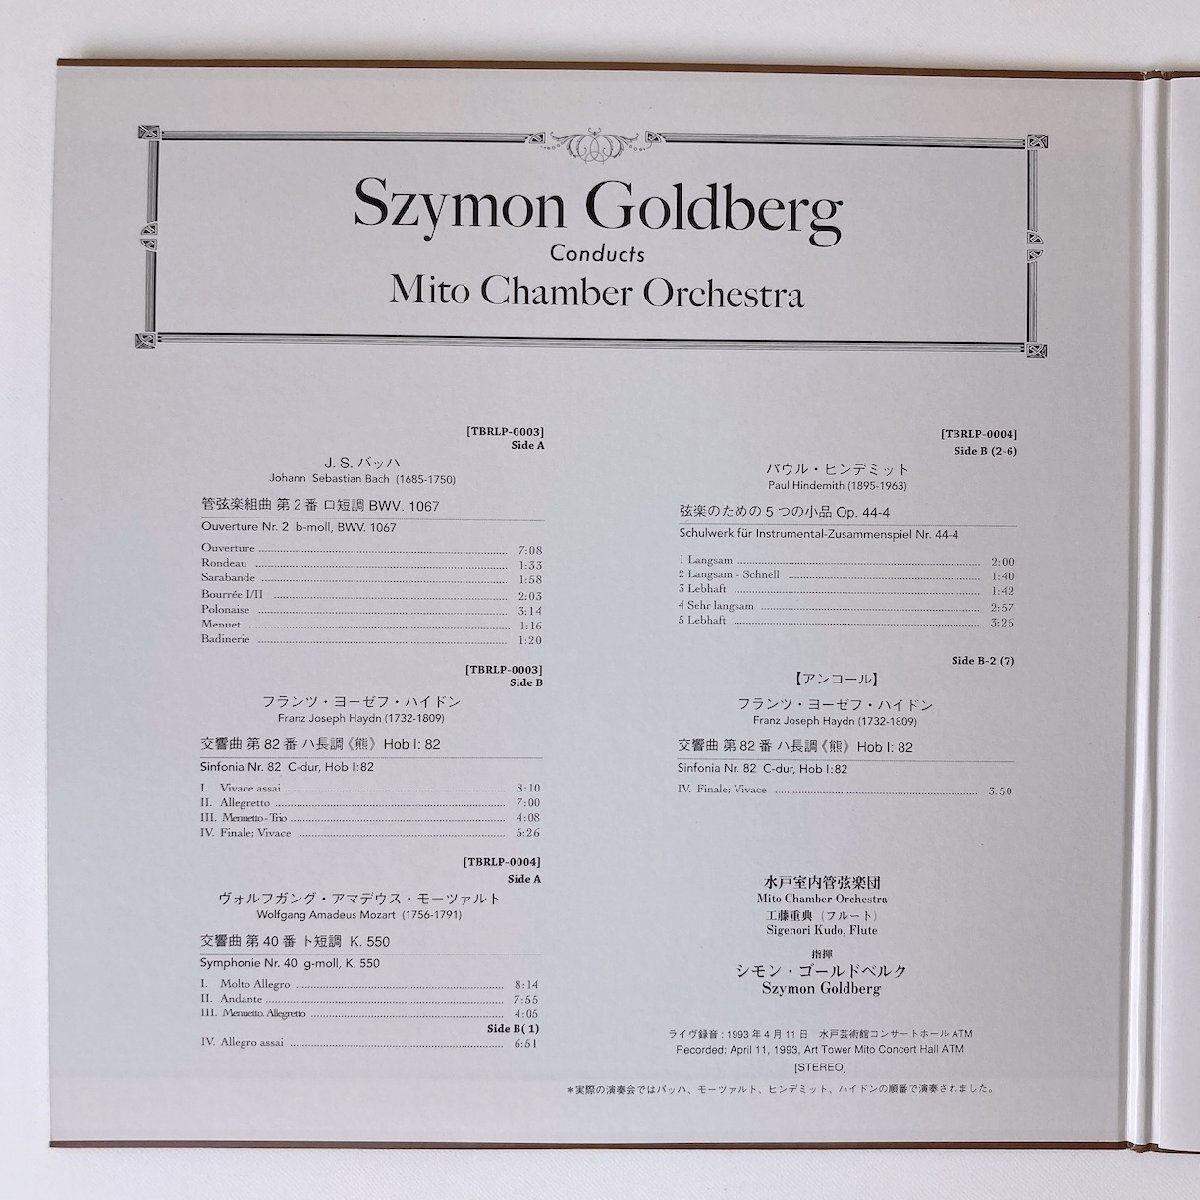 Szymon Goldberg
Conducts
Mito Chamber Orchestra
[TBRLP-0003]
Side A
J. S. バッハ
Johann Sebastian Bach (1685-1750)
管弦楽組曲 第2番 ロ短調 BWV. 1067
Ouverture Nr. 2 b-moll, BWV. 1067
Ouverture 7:08
Rondeau 1:33
Sarabande 1:58
Bourrée I/II 2:03
Polonaise 3:14
Menuet 1:16
Badinerie 1:20
[TBRLP-0003]
Side B
フランツ・ヨーゼフ・ハイドン
Franz Joseph Haydn (1732-1809)
交響曲 第82番 ハ長調《熊》 Hob I: 82
Sinfonia Nr. 82 C-dur, Hob I:82
I. Vivace assai 8:10
II. Allegretto 7:00
III. Menuetto - Trio 4:08
IV. Finale; Vivace 5:26
[TBRLP-0004]
Side A
ヴォルフガング・アマデウス・モーツァルト
Wolfgang Amadeus Mozart (1756-1791)
交響曲 第40番 ト短調 K. 550
Symphonie Nr. 40 g-moll, K. 550
I. Molto Allegro 8:14
II. Andante 7:55
III. Menuetto. Allegretto 4:05
Side B( 1)
IV. Allegro assai 6:51
[TBRLP-0004]
Side B (2-6)
パウル・ヒンデミット
Paul Hindemith (1895-1963)
弦楽のための5つの小品 Op. 44-4
Schulwerk für Instrumental-Zusammenspiel Nr. 44-4
1 Langsam 2:00
2 Langsam - Schnell 1:40
3 Lebhaft 1:42
4 Sehr langsam 2:57
5 Lebhaft 3:25
Side B-2 (7)
【アンコール】
フランツ・ヨーゼフ・ハイドン
Franz Joseph Haydn (1732-1809)
交響曲 第82番 ハ長調《熊》 Hob I: 82
Sinfonia Nr. 82 C-dur, Hob I:82
IV. Finale; Vivace 3.50
水戸室内管弦楽団
Mito Chamber Orchestra
工藤重典（フルート）
Sigenori Kudo, Flute
指揮
シモン・ゴールドベルク
Szymon Goldberg
ライヴ録音：1993年4月11日 水戸芸術館コンサートホールATM
Recorded: April 11, 1993, Art Tower Mito Concert Hall ATM
[STEREO]
*実際の演奏会ではバッハ、モーツァルト、ヒンデミット、ハイドンの順番で演奏されました。